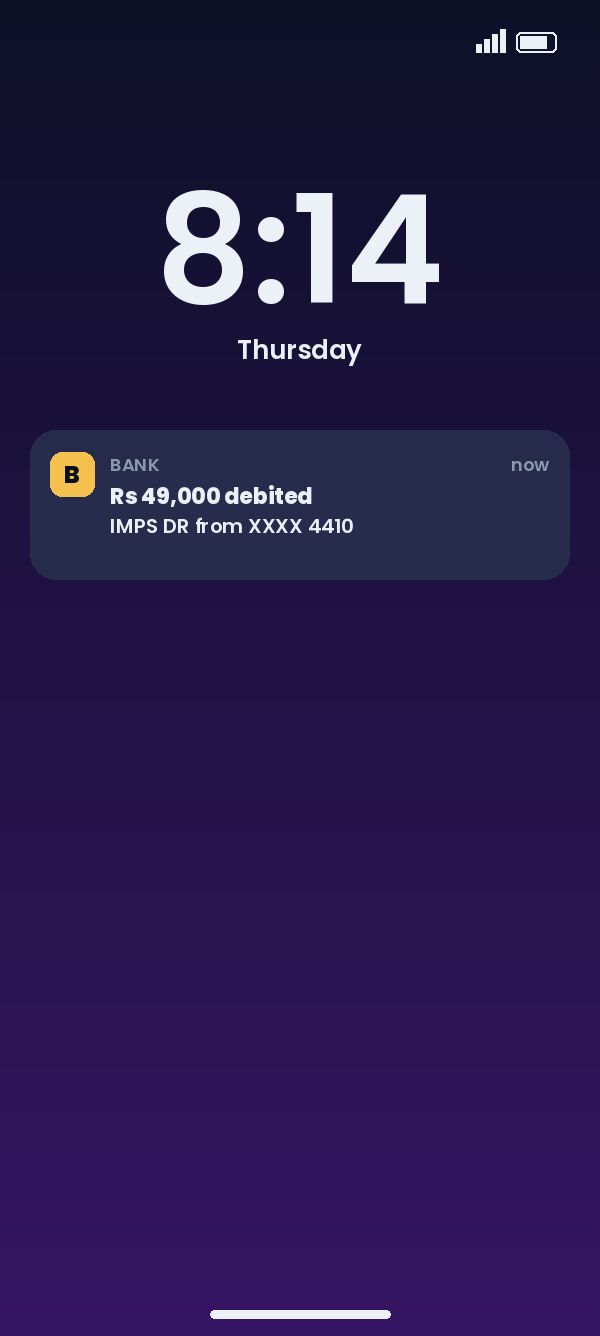 8:14
Thursday
B
BANK
now
Rs 49,000 debited
IMPS DR from XXXX 4410